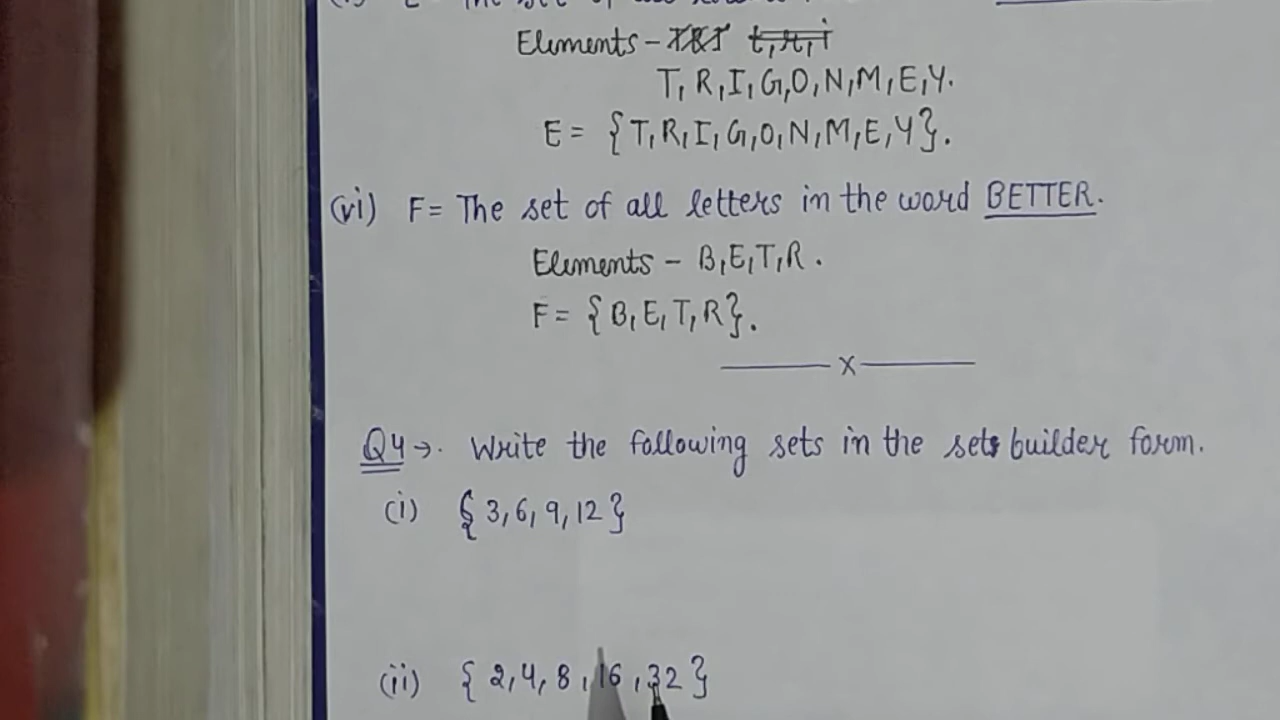 Elements - t, r, i
T, R, I, G, O, N, M, E, Y.
E = {T, R, I, G, O, N, M, E, Y}.
(vi) F = The set of all letters in the word BETTER.
Elements - B, E, T, R.
F = {B, E, T, R}.
x
Q4 →. Write the following sets in the set builder form.
(i) {3, 6, 9, 12}
(ii) {2, 4, 8, 16, 32}